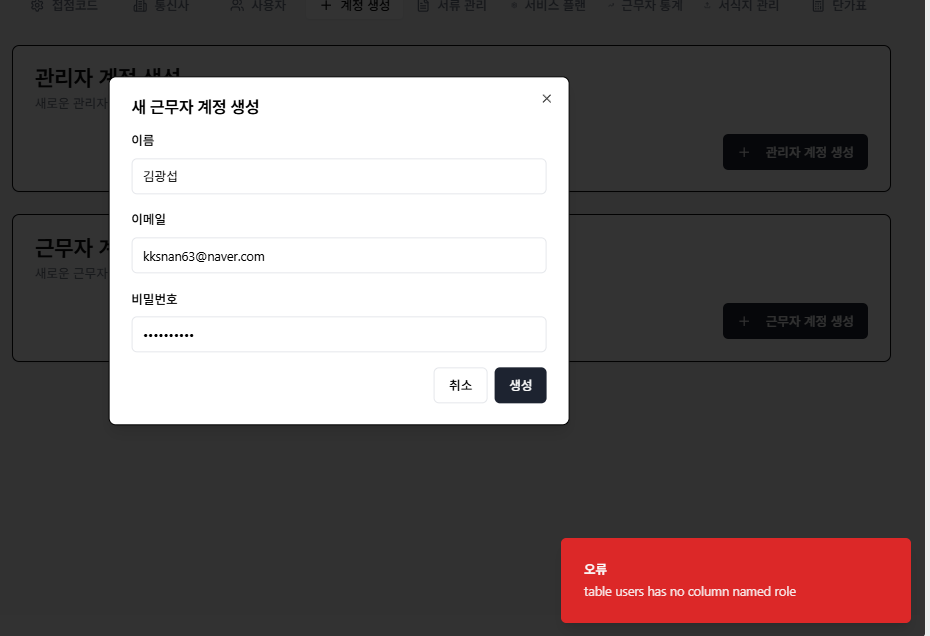 접점코드 통신사 사용자 + 계정 생성 서류 관리 서비스 플랜 근무자 통계 서식지 관리 단가표
관리자 계정 생성
새로운 관리자
+ 관리자 계정 생성
근무자
새로운 근무자
+ 근무자 계정 생성
새 근무자 계정 생성
이름
김광섭
이메일
kksnan63@naver.com
비밀번호
••••••••••
취소 생성
오류
table users has no column named role